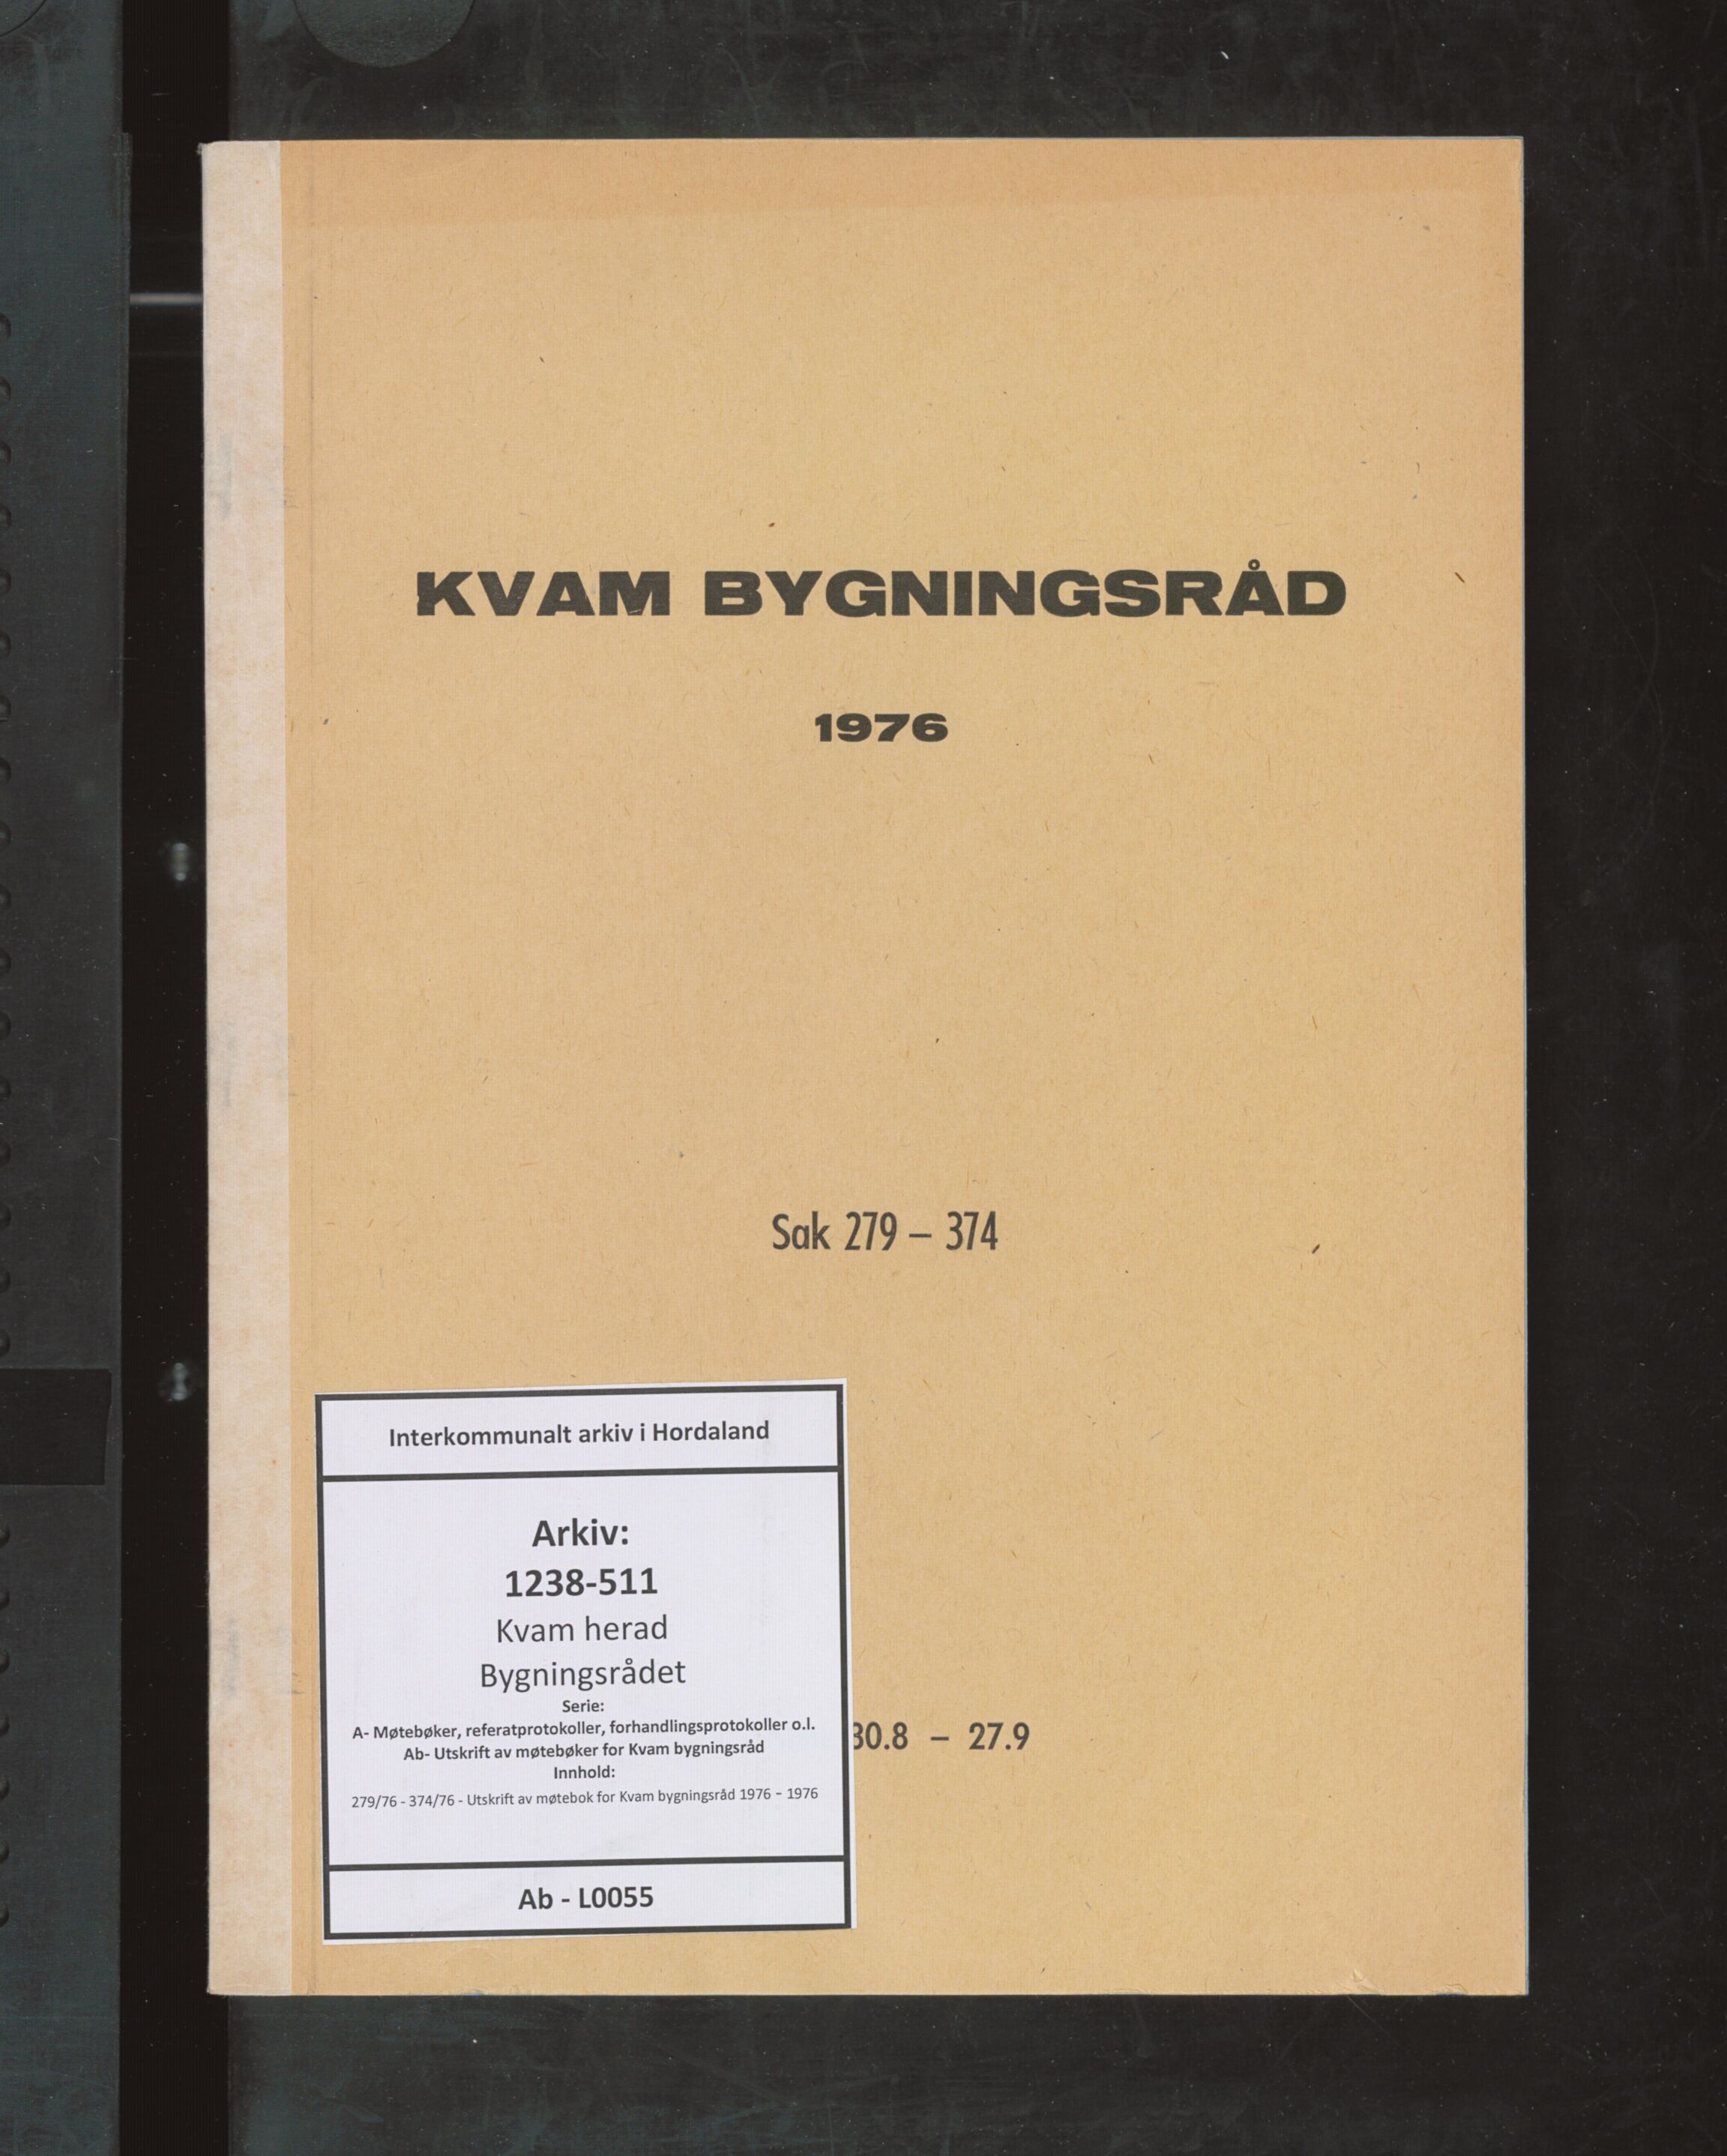 KVAM BYGNINGSRÅD
1976
Sak 279 – 374
30.8 – 27.9
Interkommunalt arkiv i Hordaland
Arkiv:
1238-511
Kvam herad
Bygningsrådet
Serie:
A- Møtebøker, referatprotokoller, forhandlingsprotokoller o.l.
Ab- Utskrift av møtebøker for Kvam bygningsråd
Innhold:
279/76 - 374/76 - Utskrift av møtebok for Kvam bygningsråd 1976 - 1976
Ab - L0055